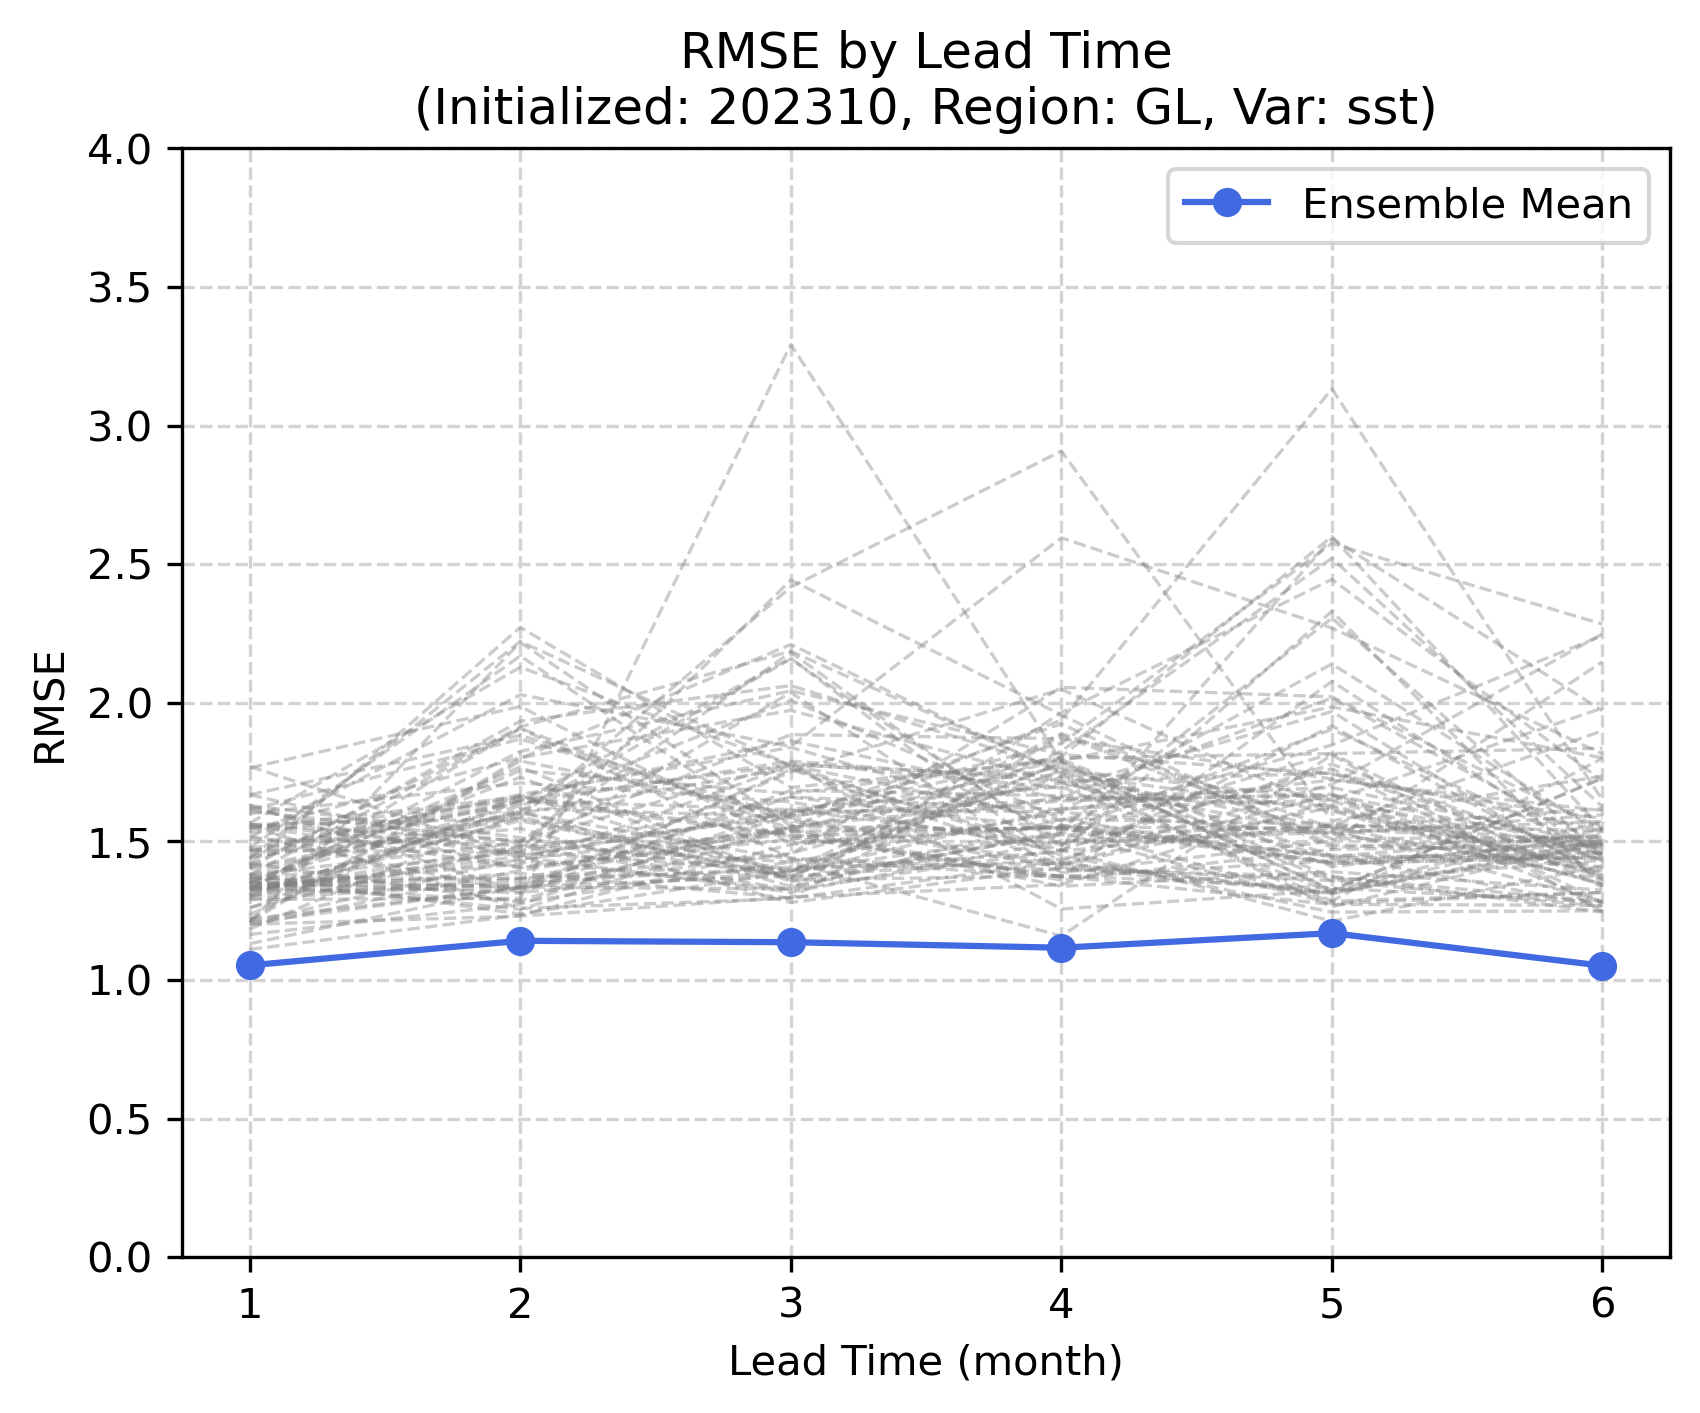 RMSE by Lead Time
(Initialized: 202310, Region: GL, Var: sst)
Ensemble Mean
4.0
3.5
3.0
2.5
2.0
1.5
1.0
0.5
0.0
RMSE
1 2 3 4 5 6
Lead Time (month)